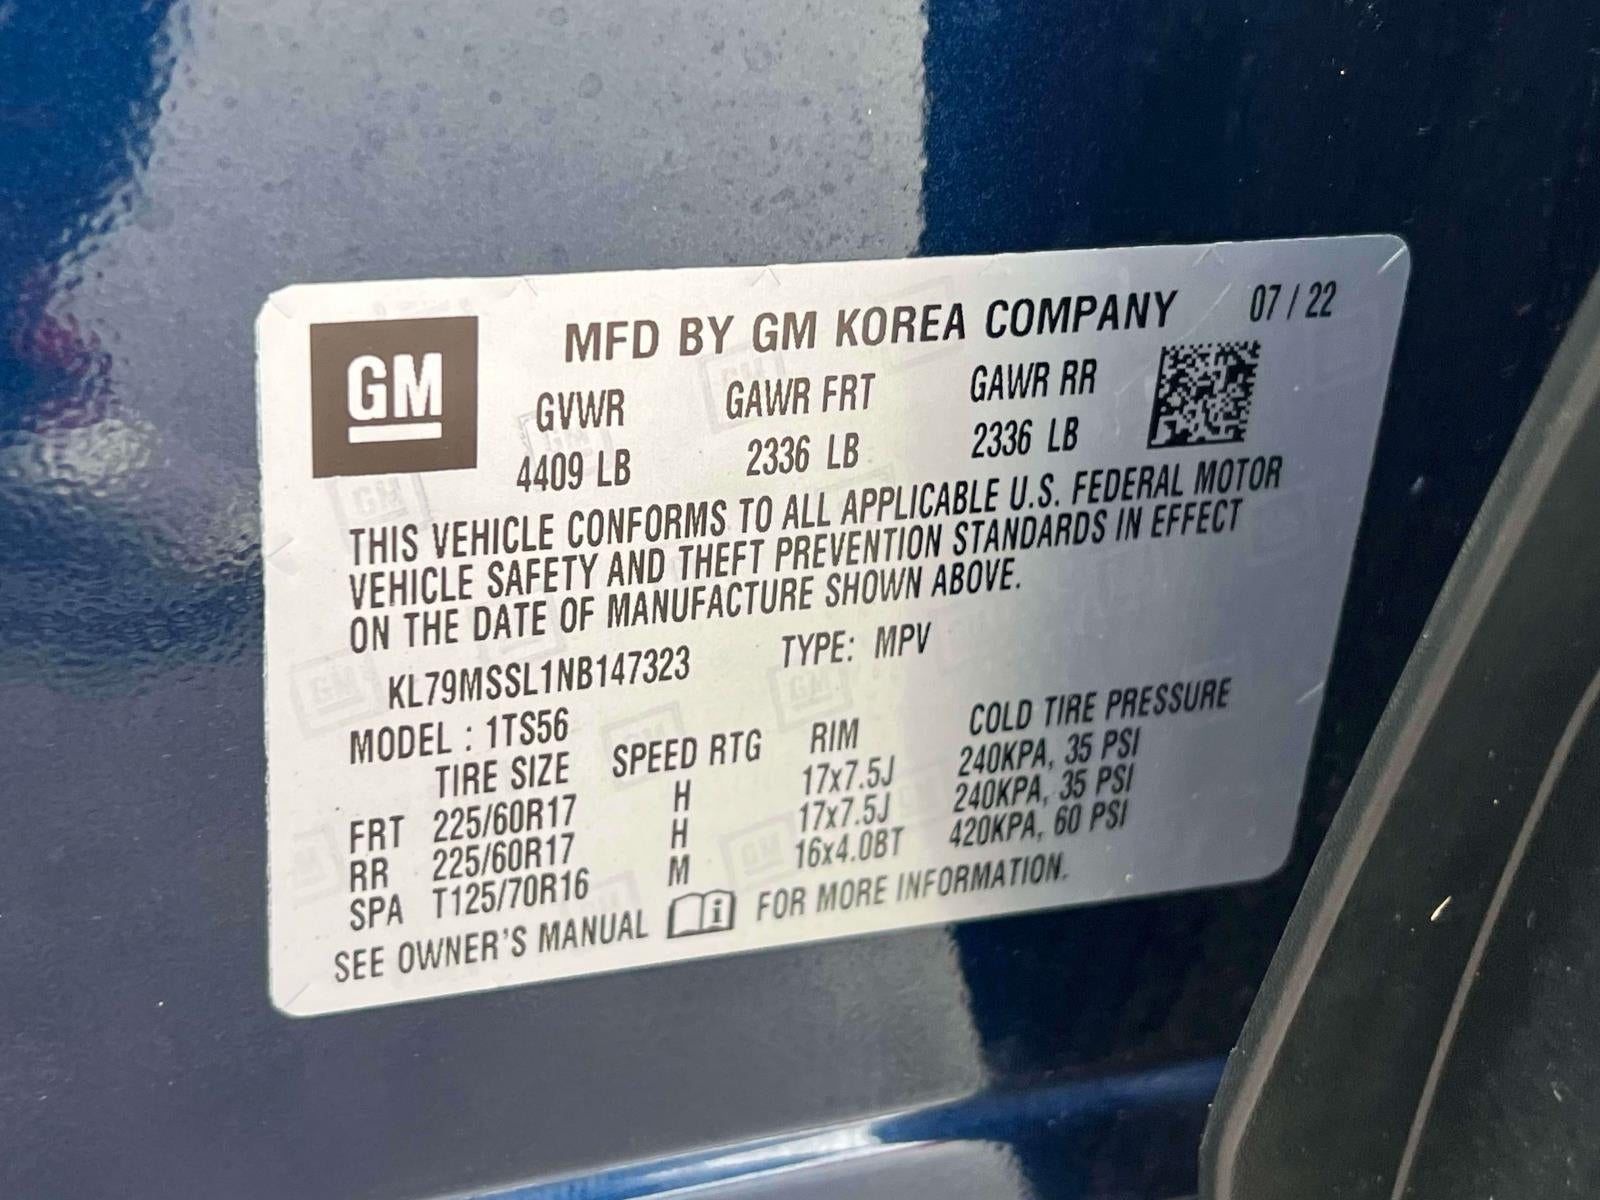 GM
MFD BY GM KOREA COMPANY 07 / 22
GVWR GAWR FRT GAWR RR
4409 LB 2336 LB 2336 LB
THIS VEHICLE CONFORMS TO ALL APPLICABLE U.S. FEDERAL MOTOR
VEHICLE SAFETY AND THEFT PREVENTION STANDARDS IN EFFECT
ON THE DATE OF MANUFACTURE SHOWN ABOVE.
KL79MSSL1NB147323 TYPE: MPV
MODEL : 1TS56
TIRE SIZE SPEED RTG RIM COLD TIRE PRESSURE
FRT 225/60R17 H 17x7.5J 240KPA, 35 PSI
RR 225/60R17 H 17x7.5J 240KPA, 35 PSI
SPA T125/70R16 M 16x4.0BT 420KPA, 60 PSI
SEE OWNER'S MANUAL FOR MORE INFORMATION.